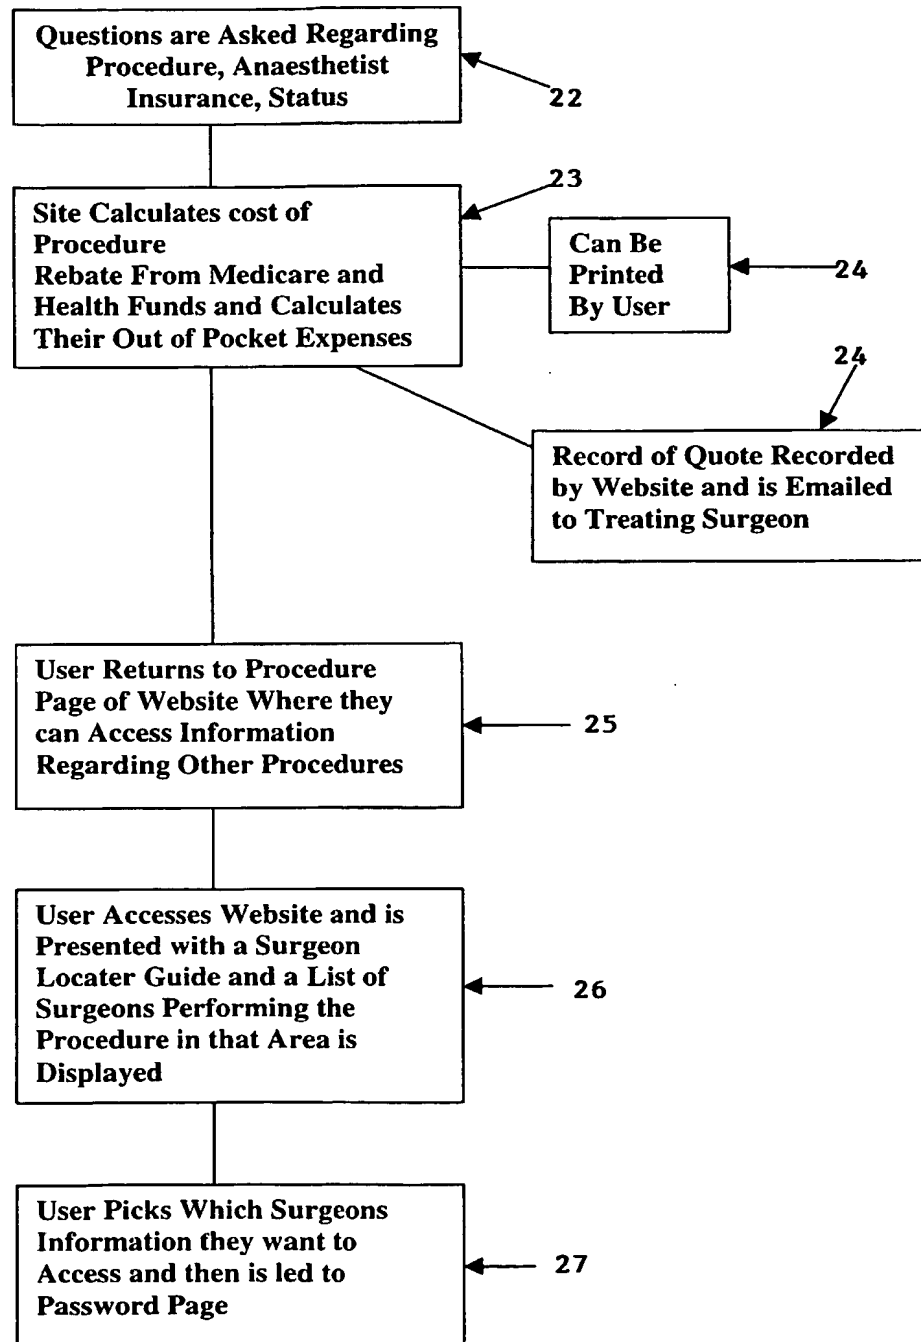 Questions are Asked Regarding
Procedure, Anaesthetist
Insurance, Status
22
23
Site Calculates cost of
Procedure
Rebate From Medicare and
Health Funds and Calculates
Their Out of Pocket Expenses
Can Be
Printed
By User
24
24
Record of Quote Recorded
by Website and is Emailed
to Treating Surgeon
User Returns to Procedure
Page of Website Where they
can Access Information
Regarding Other Procedures
25
User Accesses Website and is
Presented with a Surgeon
Locater Guide and a List of
Surgeons Performing the
Procedure in that Area is
Displayed
26
User Picks Which Surgeons
Information they want to
Access and then is led to
Password Page
27